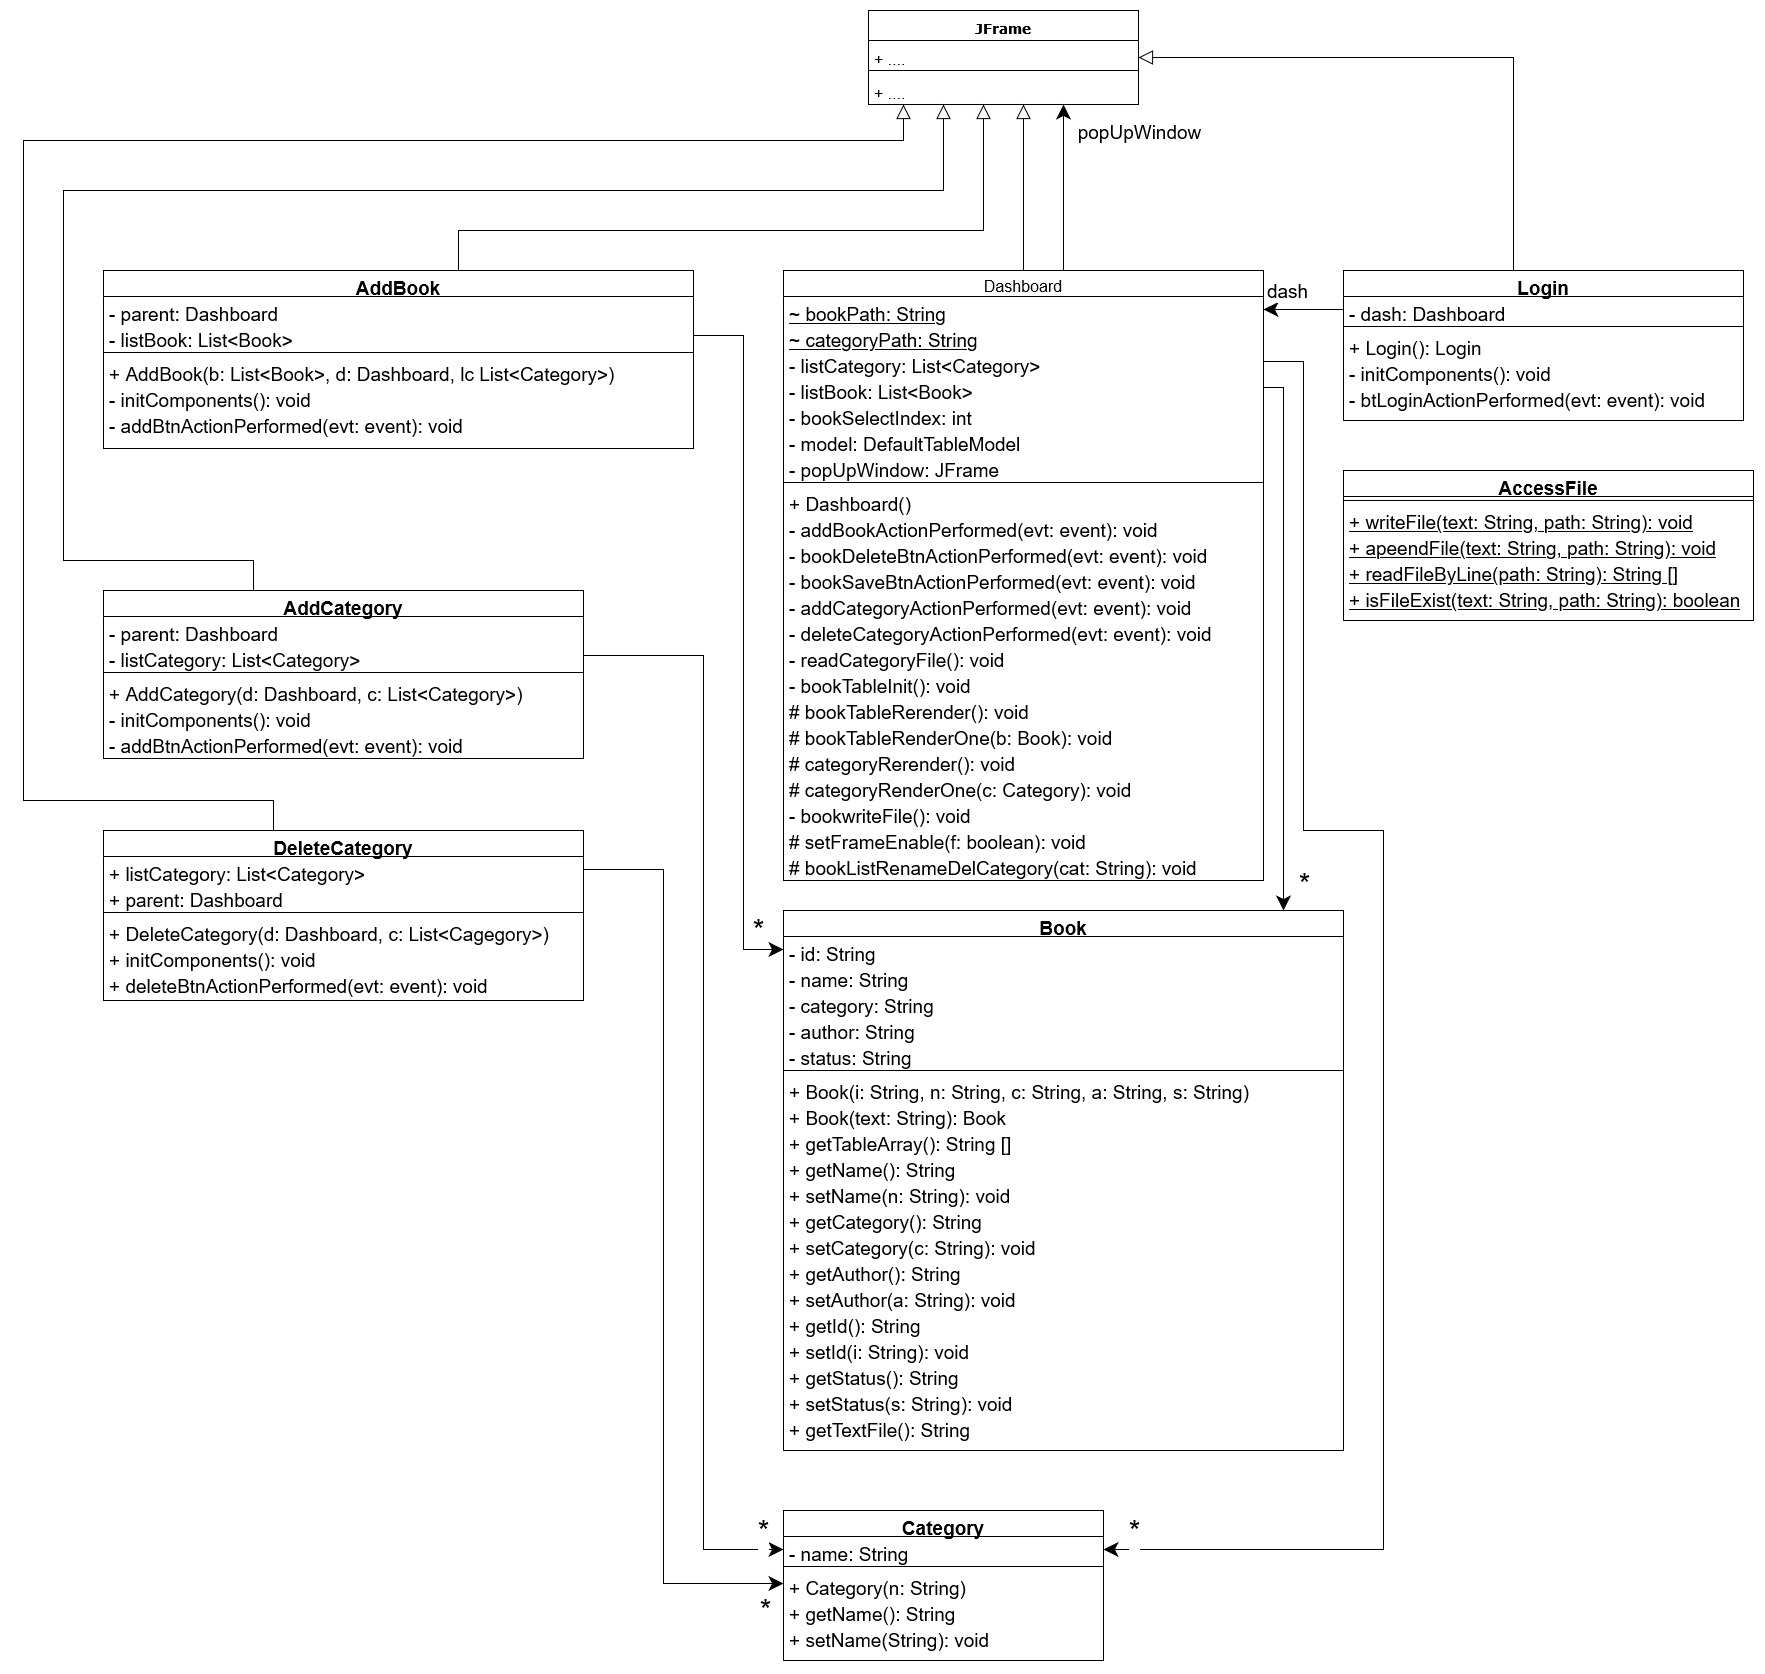 JFrame
+ ....
+ ....
popUpWindow
AddBook
- parent: Dashboard
- listBook: List<Book>
+ AddBook(b: List<Book>, d: Dashboard, lc List<Category>)
- initComponents(): void
- addBtnActionPerformed(evt: event): void
Dashboard
~ bookPath: String
~ categoryPath: String
- listCategory: List<Category>
- listBook: List<Book>
- bookSelectIndex: int
- model: DefaultTableModel
- popUpWindow: JFrame
+ Dashboard()
- addBookActionPerformed(evt: event): void
- bookDeleteBtnActionPerformed(evt: event): void
- bookSaveBtnActionPerformed(evt: event): void
- addCategoryActionPerformed(evt: event): void
- deleteCategoryActionPerformed(evt: event): void
- readCategoryFile(): void
- bookTableInit(): void
# bookTableRerender(): void
# bookTableRenderOne(b: Book): void
# categoryRerender(): void
# categoryRenderOne(c: Category): void
- bookwriteFile(): void
# setFrameEnable(f: boolean): void
# bookListRenameDelCategory(cat: String): void
dash
Login
- dash: Dashboard
+ Login(): Login
- initComponents(): void
- btLoginActionPerformed(evt: event): void
AccessFile
+ writeFile(text: String, path: String): void
+ apeendFile(text: String, path: String): void
+ readFileByLine(path: String): String []
+ isFileExist(text: String, path: String): boolean
AddCategory
- parent: Dashboard
- listCategory: List<Category>
+ AddCategory(d: Dashboard, c: List<Category>)
- initComponents(): void
- addBtnActionPerformed(evt: event): void
DeleteCategory
+ listCategory: List<Category>
+ parent: Dashboard
+ DeleteCategory(d: Dashboard, c: List<Cagegory>)
+ initComponents(): void
+ deleteBtnActionPerformed(evt: event): void
*
*
Book
- id: String
- name: String
- category: String
- author: String
- status: String
+ Book(i: String, n: String, c: String, a: String, s: String)
+ Book(text: String): Book
+ getTableArray(): String []
+ getName(): String
+ setName(n: String): void
+ getCategory(): String
+ setCategory(c: String): void
+ getAuthor(): String
+ setAuthor(a: String): void
+ getId(): String
+ setId(i: String): void
+ getStatus(): String
+ setStatus(s: String): void
+ getTextFile(): String
*
*
*
Category
- name: String
+ Category(n: String)
+ getName(): String
+ setName(String): void